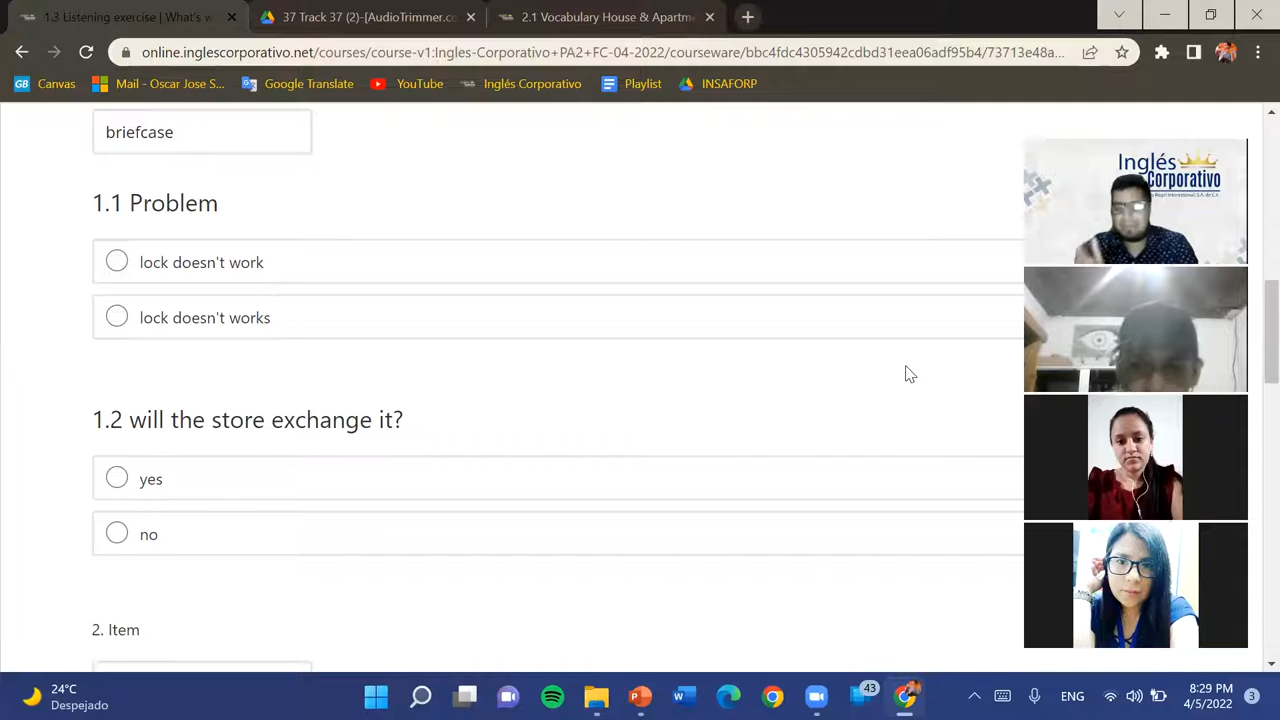 1.3 Listening exercise | What's w
37 Track 37 (2)-[AudioTrimmer.co
2.1 Vocabulary House & Apartm
online.inglescorporativo.net/courses/course-v1:Ingles-Corporativo+PA2+FC-04-2022/courseware/bbc4fdc4305942cdbd31eea06adf95b4/73713e48a...
GB Canvas
Mail - Oscar Jose S...
Google Translate
YouTube
Inglés Corporativo
Playlist
INSAFORP
briefcase
1.1 Problem
lock doesn't work
lock doesn't works
1.2 will the store exchange it?
yes
no
2. Item
Inglés
Corporativo
24°C
Despejado
43
ENG
8:29 PM
4/5/2022
3